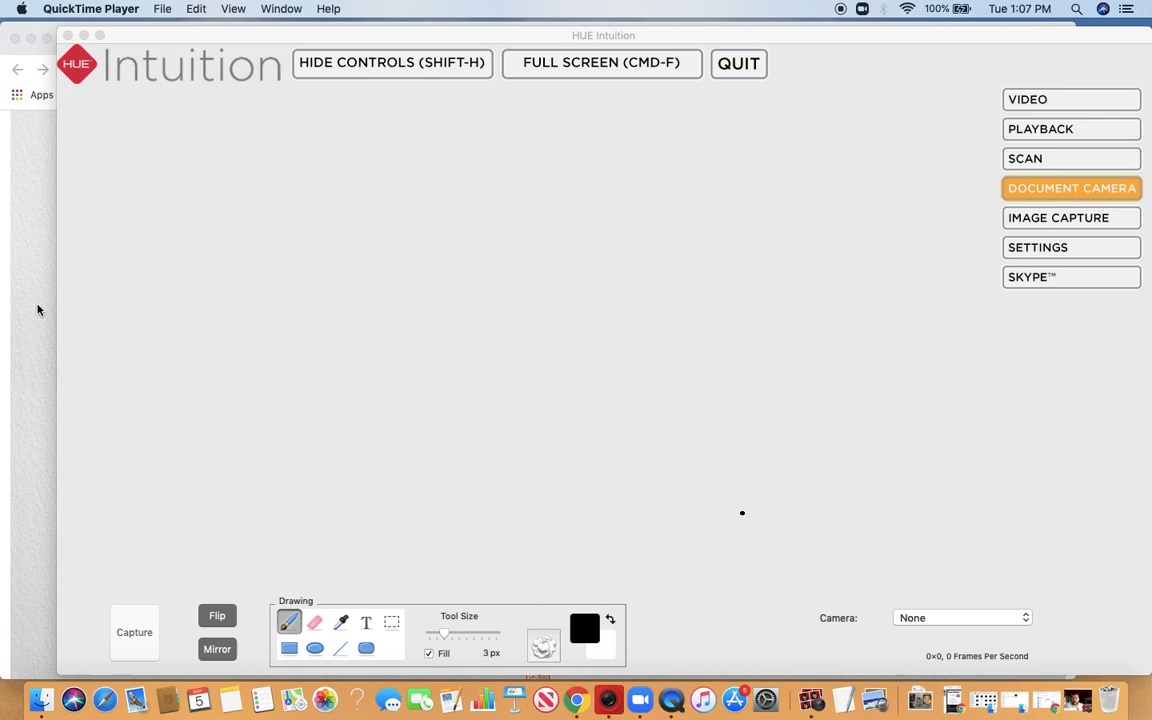 QuickTime Player File Edit View Window Help 100% Tue 1:07 PM
HUE Intuition
HUE Intuition HIDE CONTROLS (SHIFT-H) FULL SCREEN (CMD-F) QUIT
Apps
VIDEO
PLAYBACK
SCAN
DOCUMENT CAMERA
IMAGE CAPTURE
SETTINGS
SKYPE™
Capture
Flip
Mirror
Drawing
T
Tool Size
Fill 3 px
Camera: None
0×0, 0 Frames Per Second
5
5